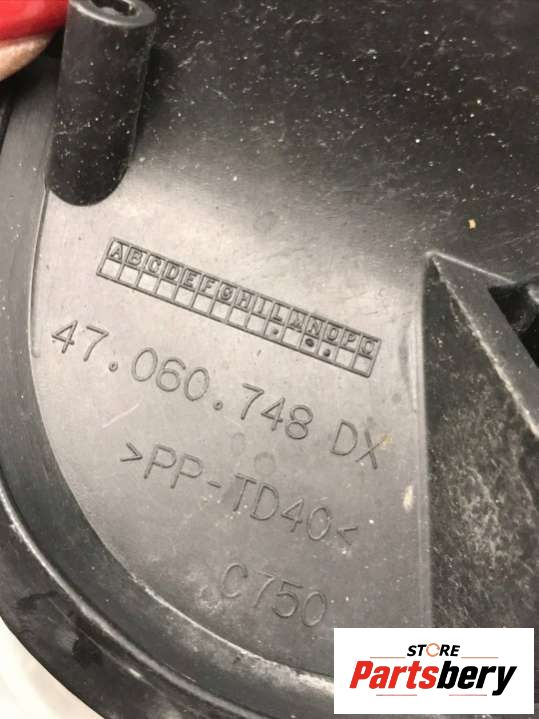 ABCDEFGHILMNOPQ
47.060.748 DX
>PP-TD40<
C750
STORE
Partsbery